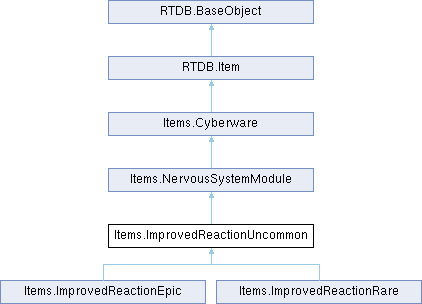 RTDB.BaseObject
RTDB.Item
Items.Cyberware
Items.NervousSystemModule
Items.ImprovedReactionUncommon
Items.ImprovedReactionEpic
Items.ImprovedReactionRare